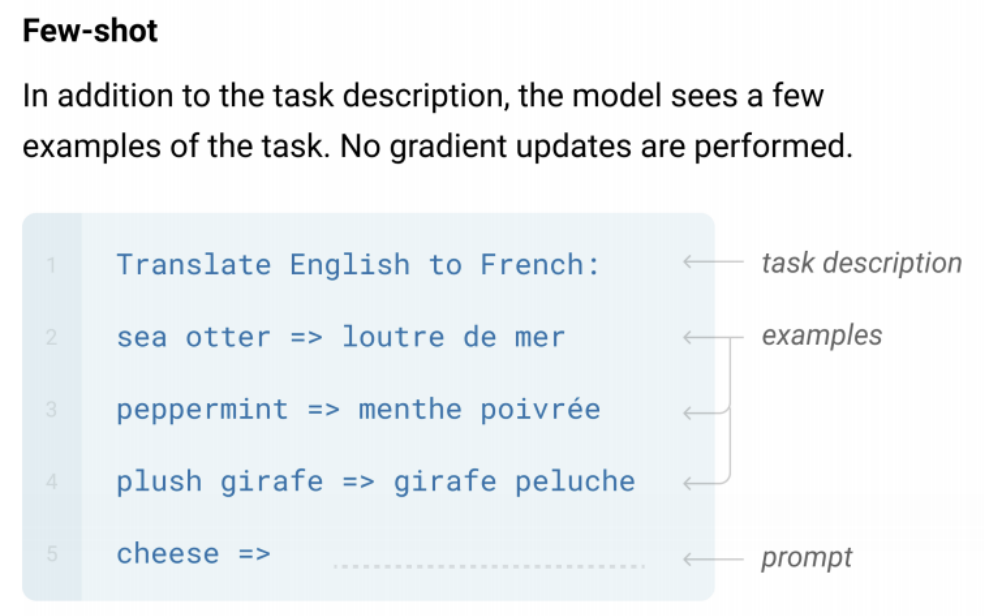 Few-shot
In addition to the task description, the model sees a few
examples of the task. No gradient updates are performed.
1 Translate English to French: task description
2 sea otter => loutre de mer examples
3 peppermint => menthe poivrée
4 plush girafe => girafe peluche
5 cheese => prompt